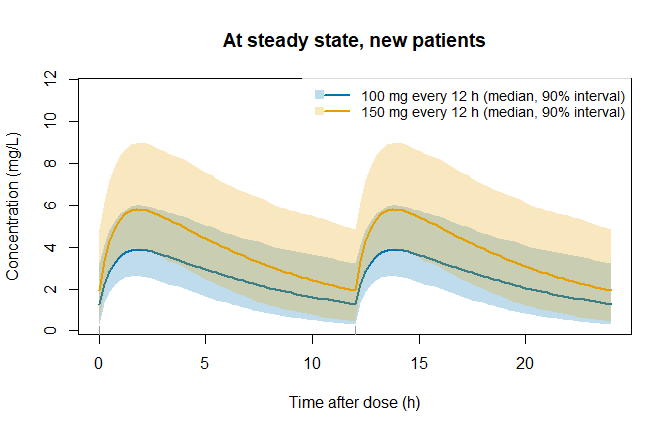 At steady state, new patients
100 mg every 12 h (median, 90% interval)
150 mg every 12 h (median, 90% interval)
Concentration (mg/L)
12
10
8
6
4
2
0
0 5 10 15 20
Time after dose (h)